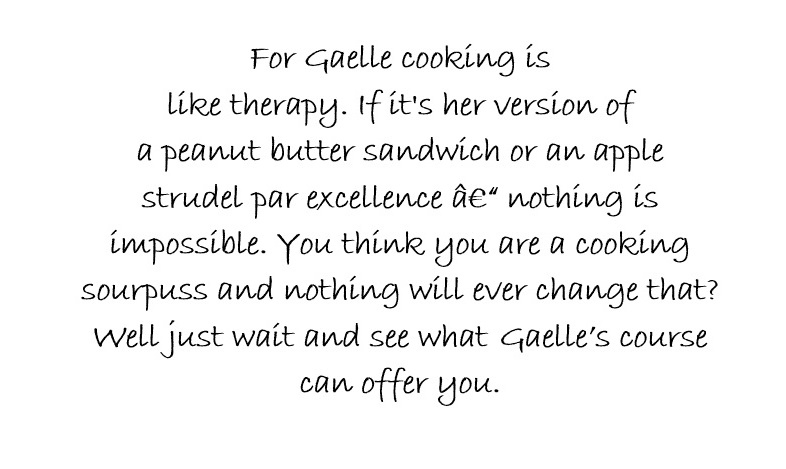 For Gaelle cooking is
like therapy. If it's her version of
a peanut butter sandwich or an apple
strudel par excellence â€“ nothing is
impossible. You think you are a cooking
sourpuss and nothing will ever change that?
Well just wait and see what Gaelle’s course
can offer you.